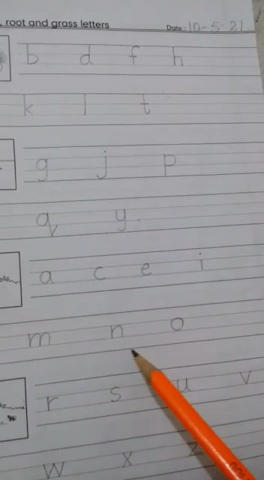 , root and grass letters Date: 10-5-21
b d f h
k l t
g j p
q y.
a c e i
m n o
r s u v
w x z